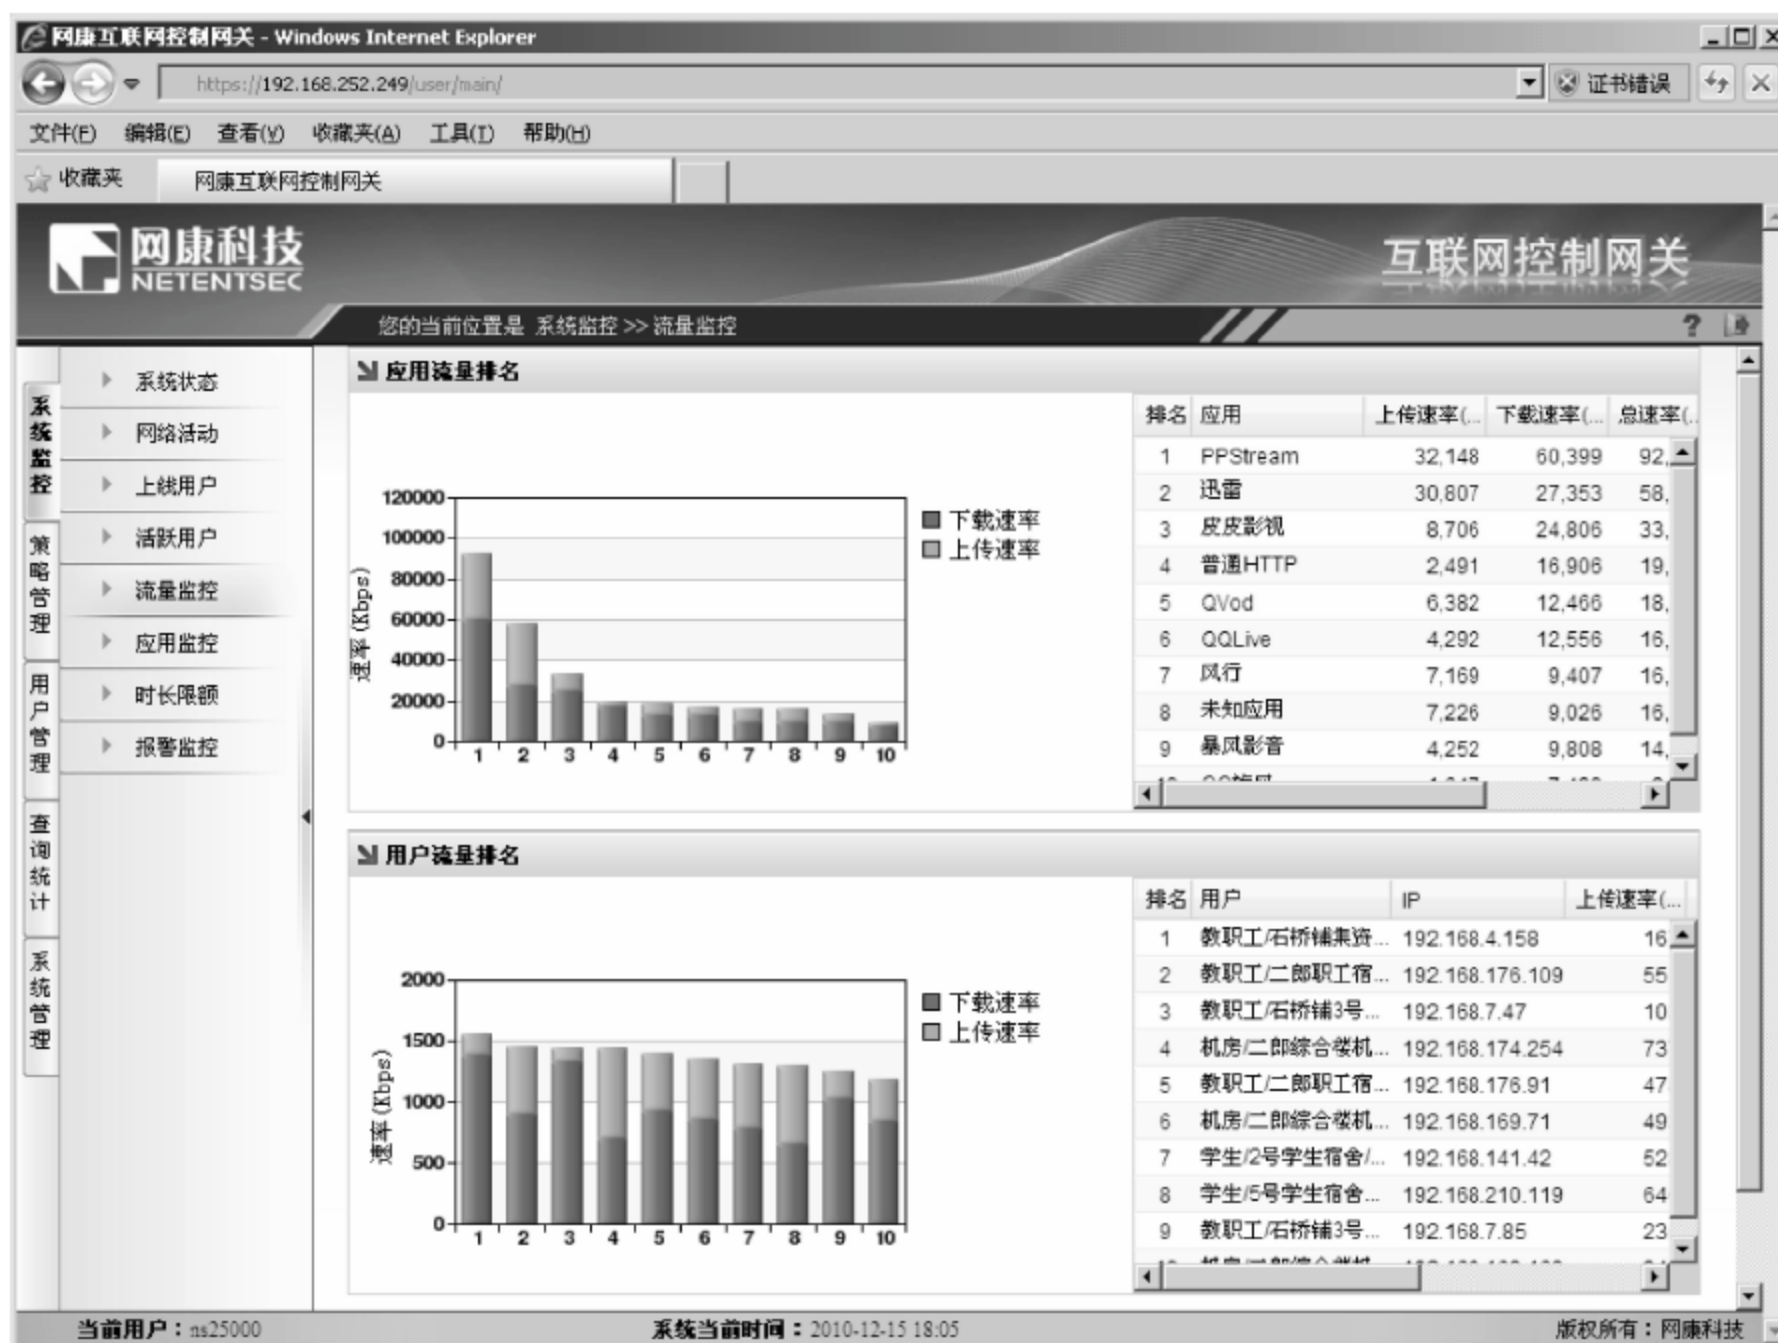 网康互联网控制网关 - Windows Internet Explorer
https://192.168.252.249/user/main/
证书错误
文件(F) 编辑(E) 查看(V) 收藏夹(A) 工具(T) 帮助(H)
收藏夹 网康互联网控制网关
网康科技
NETENTSEC
互联网控制网关
您的当前位置是 系统监控 >> 流量监控
?
系统监控
策略管理
用户管理
查询统计
系统管理
系统状态
网络活动
上线用户
活跃用户
流量监控
应用监控
时长限额
报警监控
应用流量排名
速率(Kbps)
120000
100000
80000
60000
40000
20000
0
1 2 3 4 5 6 7 8 9 10
下载速率
上传速率
排名 应用 上传速率(... 下载速率(... 总速率(..
1 PPStream 32,148 60,399 92,
2 迅雷 30,807 27,353 58,
3 皮皮影视 8,706 24,806 33,
4 普通HTTP 2,491 16,906 19,
5 QVod 6,382 12,466 18,
6 QQLive 4,292 12,556 16,
7 风行 7,169 9,407 16,
8 未知应用 7,226 9,026 16,
9 暴风影音 4,252 9,808 14,
用户流量排名
速率(Kbps)
2000
1500
1000
500
0
1 2 3 4 5 6 7 8 9 10
下载速率
上传速率
排名 用户 IP 上传速率(...
1 教职工/石桥铺集资... 192.168.4.158 16
2 教职工/二郎职工宿... 192.168.176.109 55
3 教职工/石桥铺3号... 192.168.7.47 10
4 机房/二郎综合楼机... 192.168.174.254 73
5 教职工/二郎职工宿... 192.168.176.91 47
6 机房/二郎综合楼机... 192.168.169.71 49
7 学生/2号学生宿舍/... 192.168.141.42 52
8 学生/5号学生宿舍... 192.168.210.119 64
9 教职工/石桥铺3号... 192.168.7.85 23
当前用户：ns25000 系统当前时间：2010-12-15 18:05 版权所有：网康科技